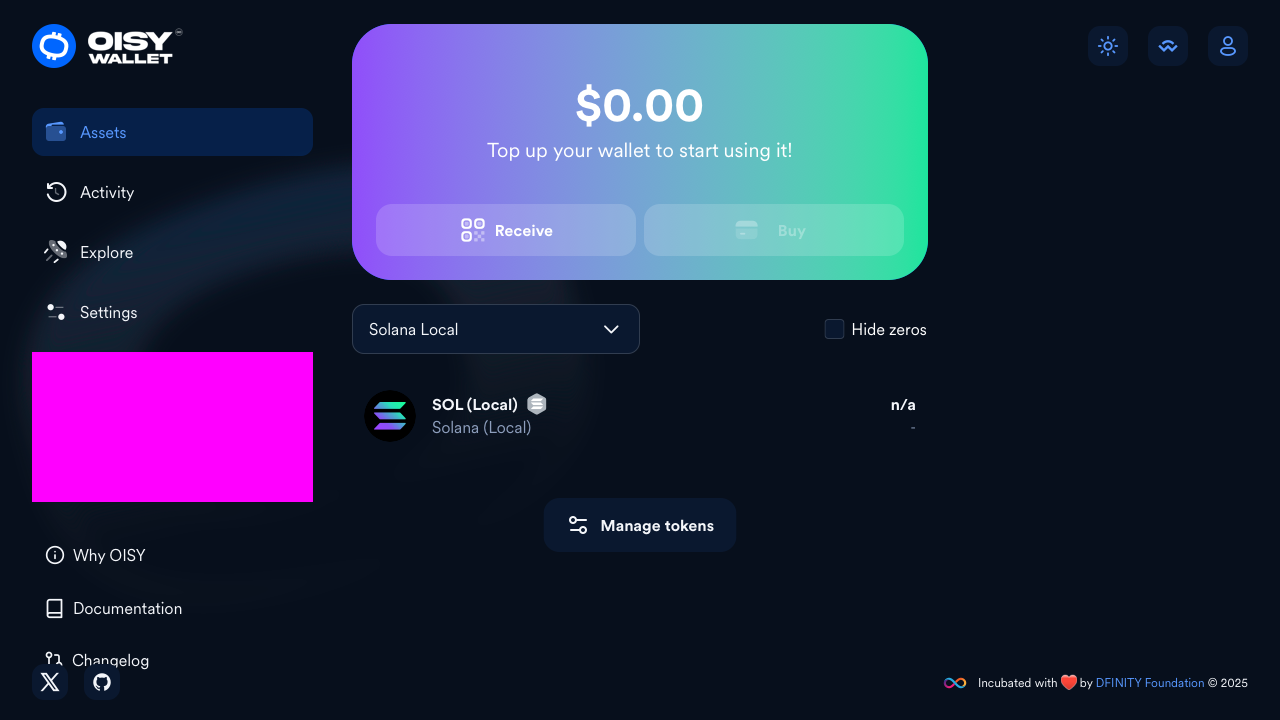 OISY
WALLET
Assets
Activity
Explore
Settings
Why OISY
Documentation
Changelog
$0.00
Top up your wallet to start using it!
Receive
Buy
Solana Local
Hide zeros
SOL (Local)
n/a
Solana (Local)
-
Manage tokens
Incubated with ❤️ by DFINITY Foundation © 2025